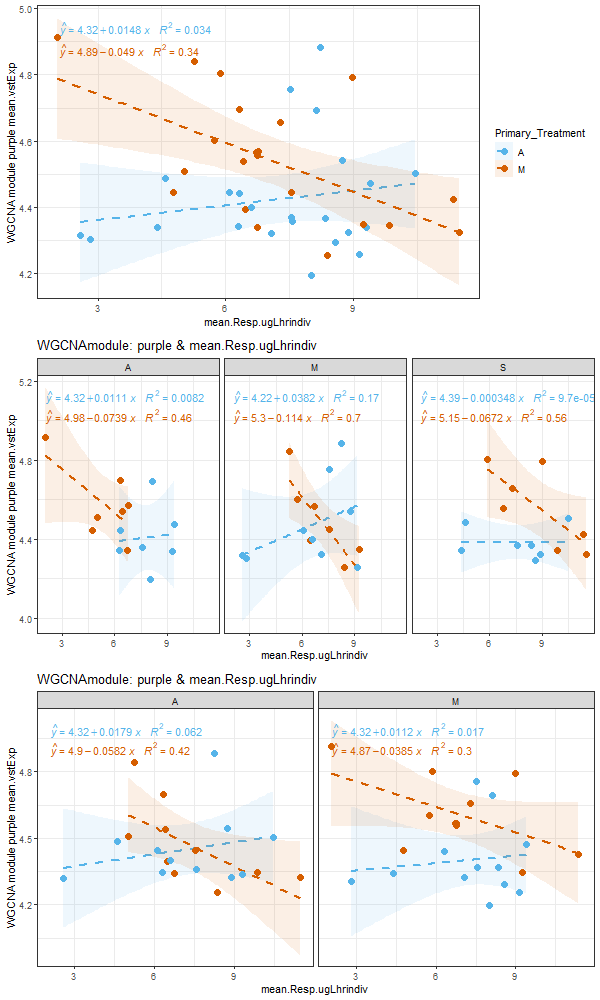 5.0
ŷ = 4.32 + 0.0148 x R² = 0.034
ŷ = 4.89 − 0.049 x R² = 0.34
4.8
4.6
4.4
4.2
WGCNA module purple mean.vstExp
3 6 9
mean.Resp.ugLhrindiv
Primary_Treatment
A
M
WGCNAmodule: purple & mean.Resp.ugLhrindiv
A M S
5.2
ŷ = 4.32 + 0.0111 x R² = 0.0082
ŷ = 4.98 − 0.0739 x R² = 0.46
ŷ = 4.22 + 0.0382 x R² = 0.17
ŷ = 5.3 − 0.114 x R² = 0.7
ŷ = 4.39 − 0.000348 x R² = 9.7e-05
ŷ = 5.15 − 0.0672 x R² = 0.56
4.8
4.4
4.0
WGCNA module purple mean.vstExp
3 6 9 3 6 9 3 6 9
mean.Resp.ugLhrindiv
WGCNAmodule: purple & mean.Resp.ugLhrindiv
A M
ŷ = 4.32 + 0.0179 x R² = 0.062
ŷ = 4.9 − 0.0582 x R² = 0.42
ŷ = 4.32 + 0.0112 x R² = 0.017
ŷ = 4.87 − 0.0385 x R² = 0.3
4.8
4.5
4.2
WGCNA module purple mean.vstExp
3 6 9 3 6 9
mean.Resp.ugLhrindiv